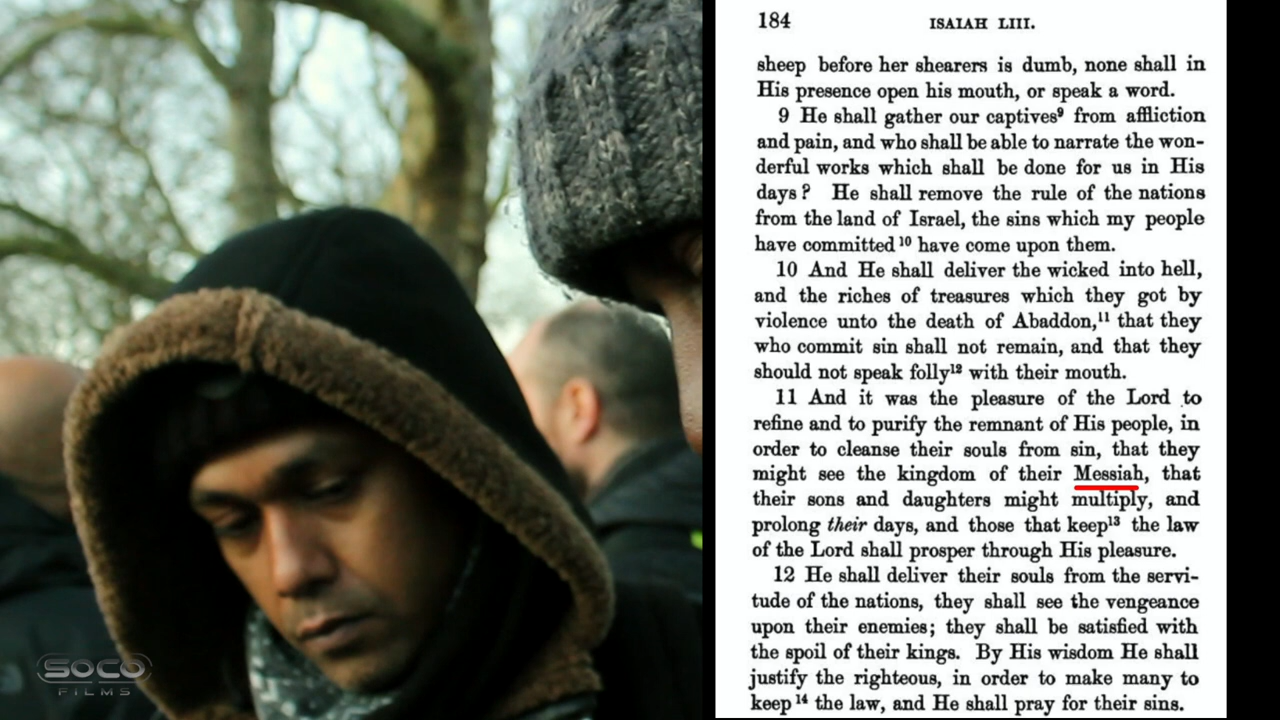 184 ISAIAH LIII.
sheep before her shearers is dumb, none shall in
His presence open his mouth, or speak a word.
9 He shall gather our captives⁹ from affliction
and pain, and who shall be able to narrate the won-
derful works which shall be done for us in His
days? He shall remove the rule of the nations
from the land of Israel, the sins which my people
have committed¹⁰ have come upon them.
10 And He shall deliver the wicked into hell,
and the riches of treasures which they got by
violence unto the death of Abaddon,¹¹ that they
who commit sin shall not remain, and that they
should not speak folly¹² with their mouth.
11 And it was the pleasure of the Lord to
refine and to purify the remnant of His people, in
order to cleanse their souls from sin, that they
might see the kingdom of their Messiah, that
their sons and daughters might multiply, and
prolong their days, and those that keep¹³ the law
of the Lord shall prosper through His pleasure.
12 He shall deliver their souls from the servi-
tude of the nations, they shall see the vengeance
upon their enemies; they shall be satisfied with
the spoil of their kings. By His wisdom He shall
justify the righteous, in order to make many to
keep¹⁴ the law, and He shall pray for their sins.
SOCO
FILMS